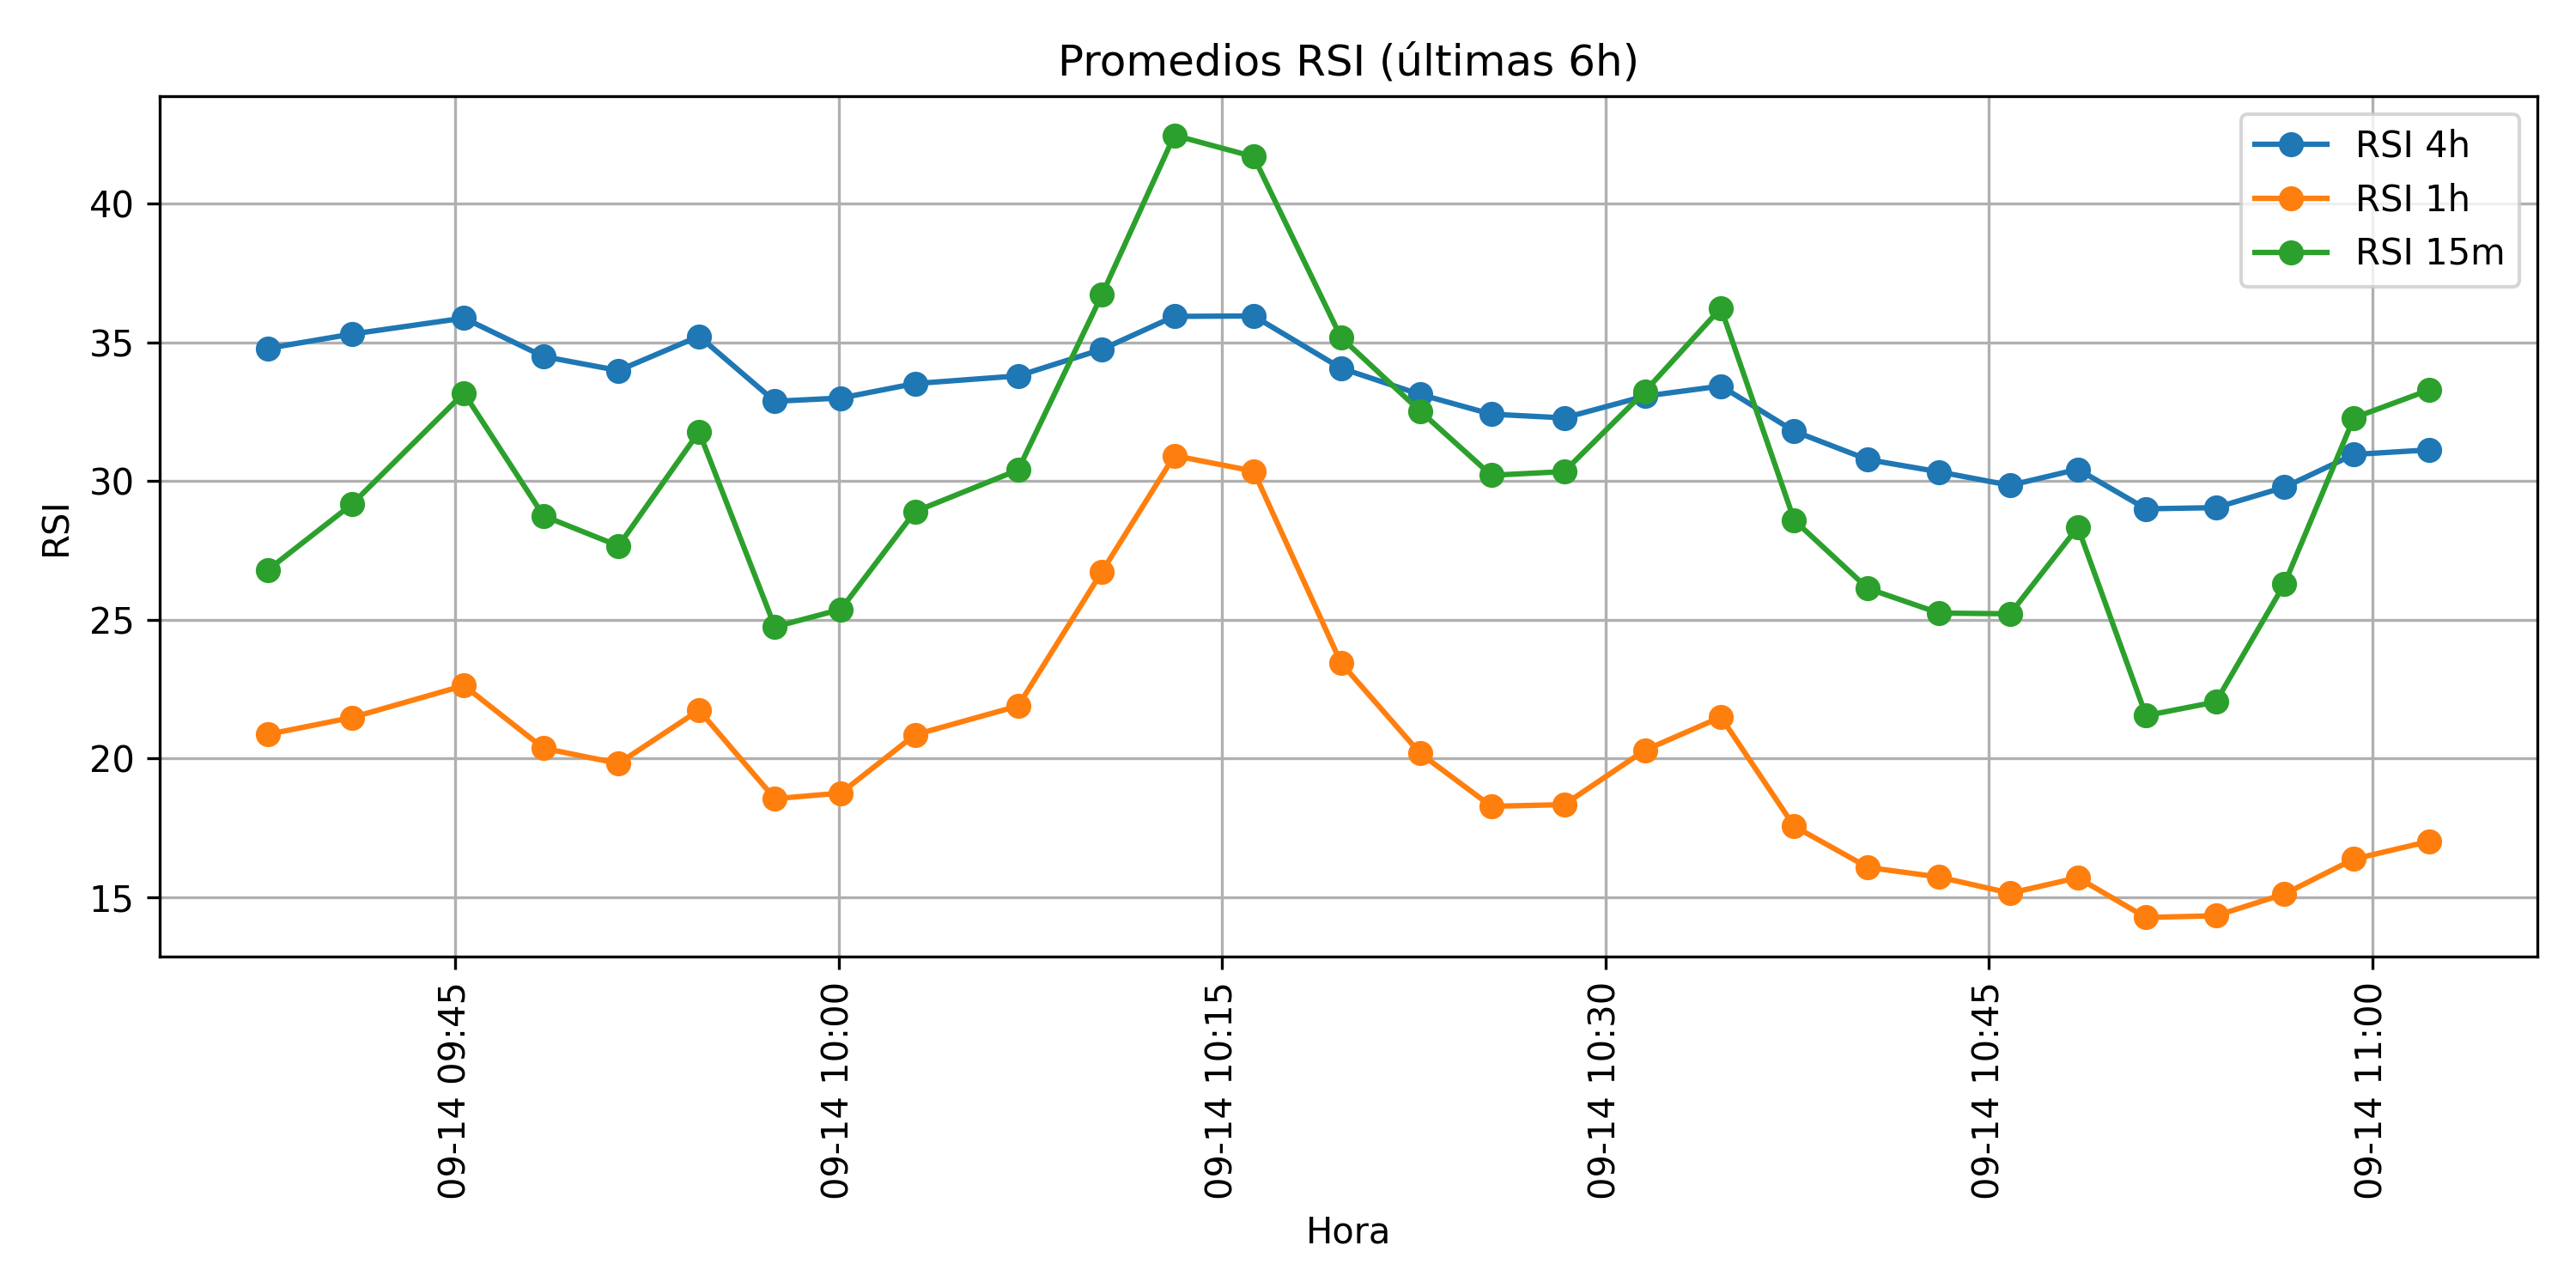 Promedios RSI (últimas 6h)
RSI 4h
RSI 1h
RSI 15m
RSI
40
35
30
25
20
15
09-14 09:45
09-14 10:00
09-14 10:15
09-14 10:30
09-14 10:45
09-14 11:00
Hora